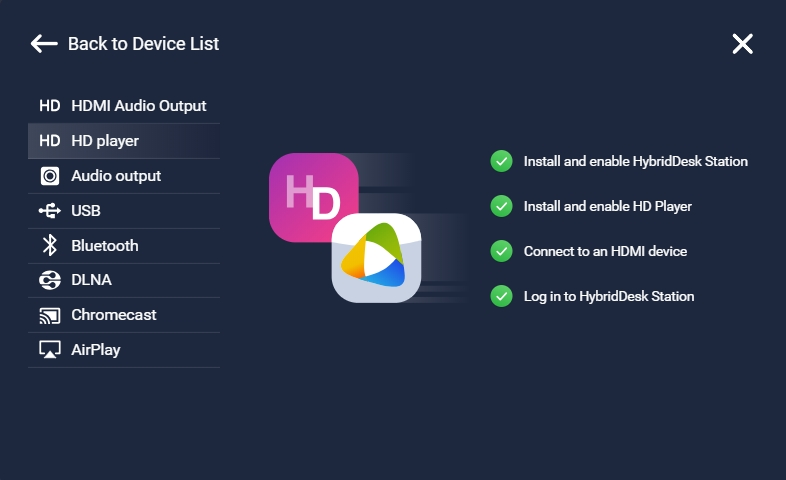 Back to Device List
HD HDMI Audio Output
HD HD player
Audio output
USB
Bluetooth
DLNA
Chromecast
AirPlay
HD
Install and enable HybridDesk Station
Install and enable HD Player
Connect to an HDMI device
Log in to HybridDesk Station